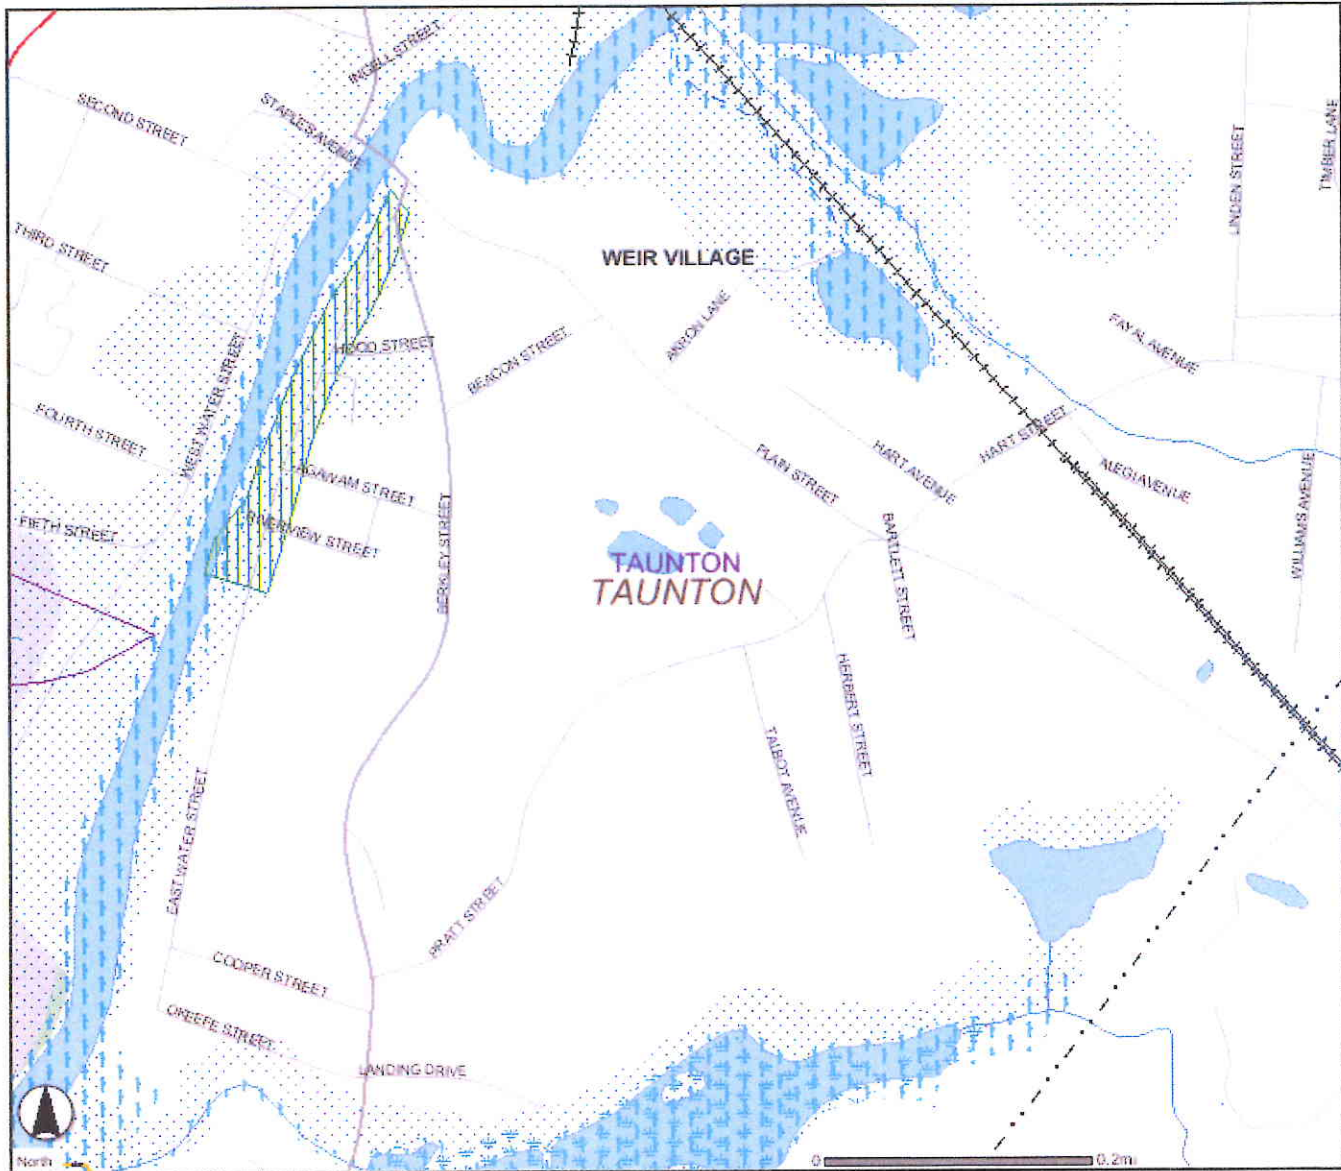 INGELL STREET
SECOND STREET
STAPLES AVENUE
LINDEN STREET
TIMBER LANE
THIRD STREET
WEIR VILLAGE
AKRON LANE
FAYAL AVENUE
HOOD STREET
BEACON STREET
WEST WATER STREET
FOURTH STREET
HART STREET
HART AVENUE
PLAIN STREET
ALEGI AVENUE
AGAWAM STREET
WILLIAMS AVENUE
FIFTH STREET
RIVERVIEW STREET
BERKLEY STREET
BARTLETT STREET
TAUNTON
TAUNTON
HERBERT STREET
TALBOT AVENUE
EAST WATER STREET
PRATT STREET
COOPER STREET
OKEEFE STREET
LANDING DRIVE
North
0 0.2mi